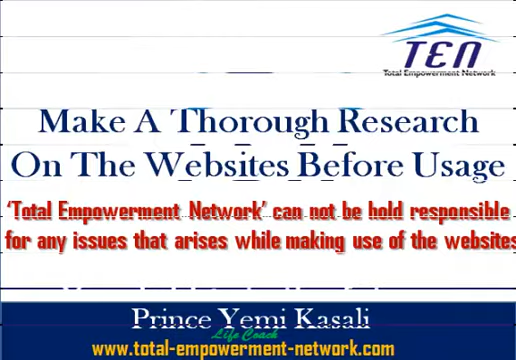 TEN
Total Empowerment Network
Make A Thorough Research
On The Websites Before Usage
‘Total Empowerment Network’ can not be hold responsible
for any issues that arises while making use of the websites
Prince Yemi Kasali
Life Coach
www.total-empowerment-network.com